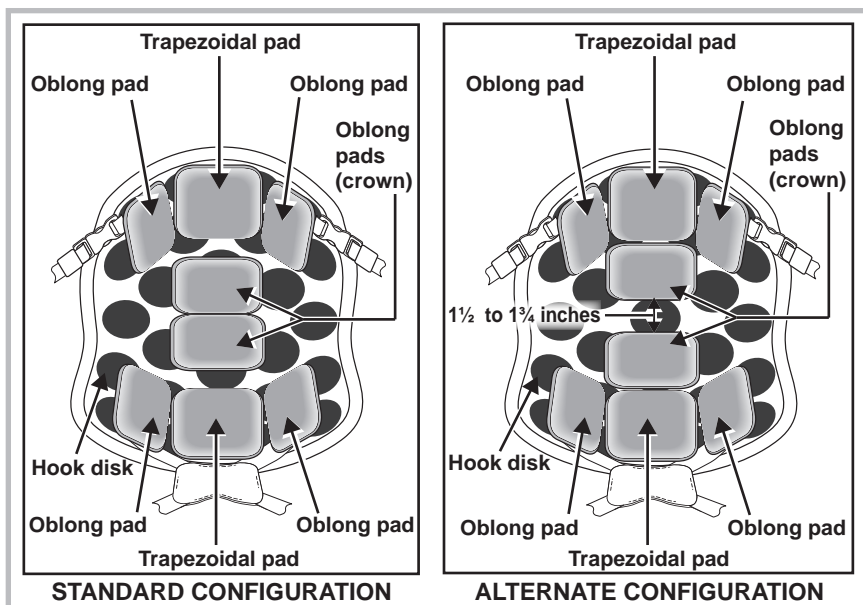 Trapezoidal pad
Oblong pad
Oblong pad
Oblong
pads
(crown)
Hook disk
Oblong pad
Oblong pad
Trapezoidal pad
STANDARD CONFIGURATION
Trapezoidal pad
Oblong pad
Oblong pad
Oblong
pads
(crown)
1½ to 1¾ inches
Hook disk
Oblong pad
Oblong pad
Trapezoidal pad
ALTERNATE CONFIGURATION